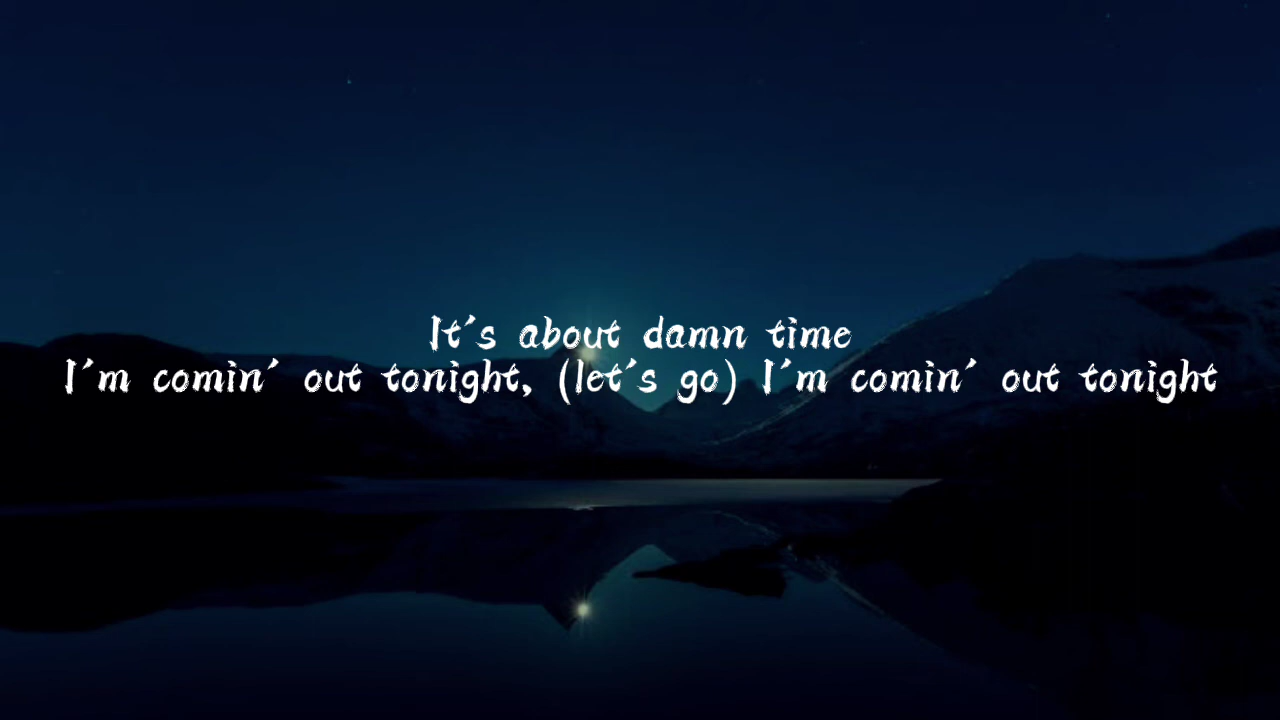 It's about damn time
I'm comin' out tonight, (let's go) I'm comin' out tonight